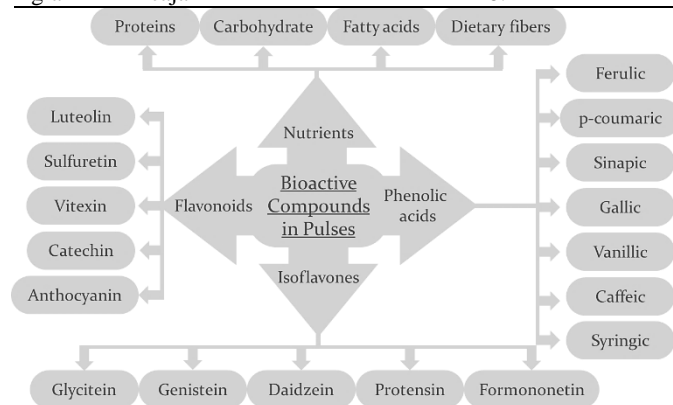 Proteins
Carbohydrate
Fatty acids
Dietary fibers
Nutrients
Luteolin
Sulfuretin
Vitexin
Catechin
Anthocyanin
Flavonoids
Bioactive
Compounds
in Pulses
Phenolic
acids
Ferulic
p-coumaric
Sinapic
Gallic
Vanillic
Caffeic
Syringic
Isoflavones
Glycitein
Genistein
Daidzein
Protensin
Formononetin